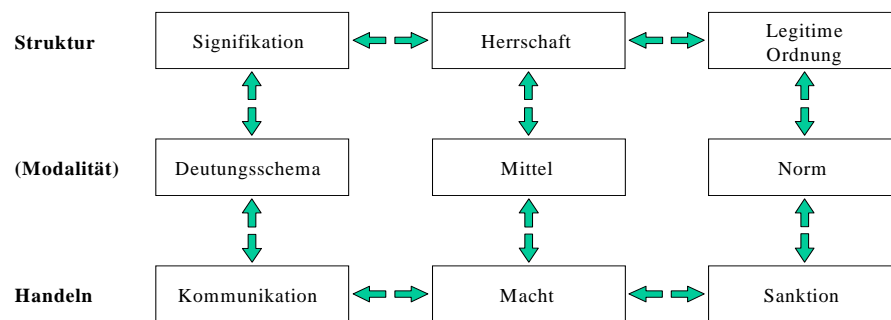 Struktur
Signifikation
Herrschaft
Legitime
Ordnung
(Modalität)
Deutungsschema
Mittel
Norm
Handeln
Kommunikation
Macht
Sanktion